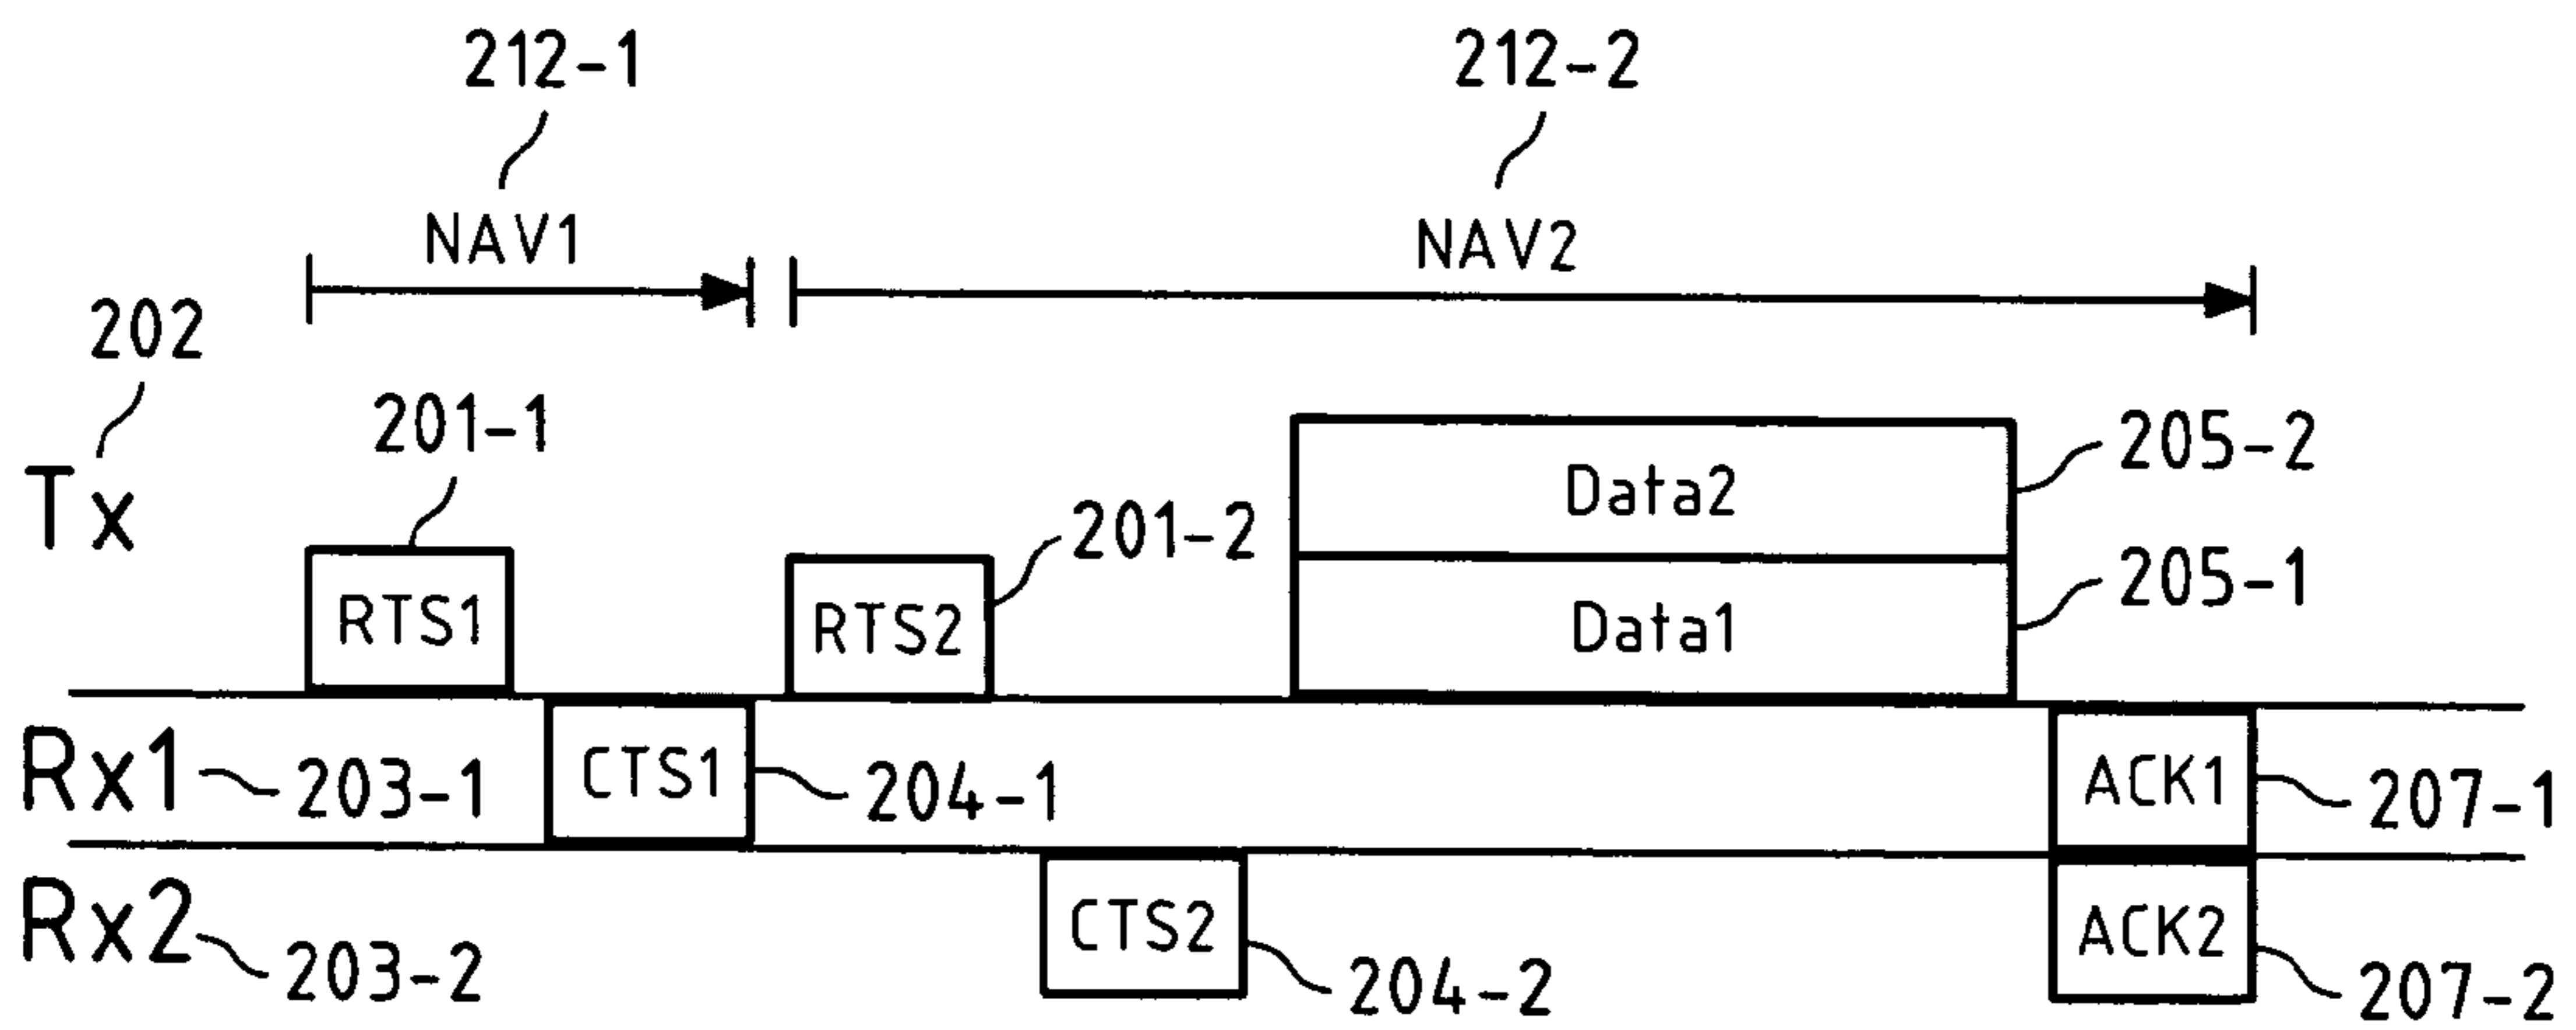 212-1 212-2
NAV1 NAV2
202
201-1 205-2
Tx Data2
201-2
RTS1 RTS2 Data1 205-1
Rx1 203-1 CTS1 204-1 ACK1 207-1
Rx2 203-2 CTS2 204-2 ACK2 207-2